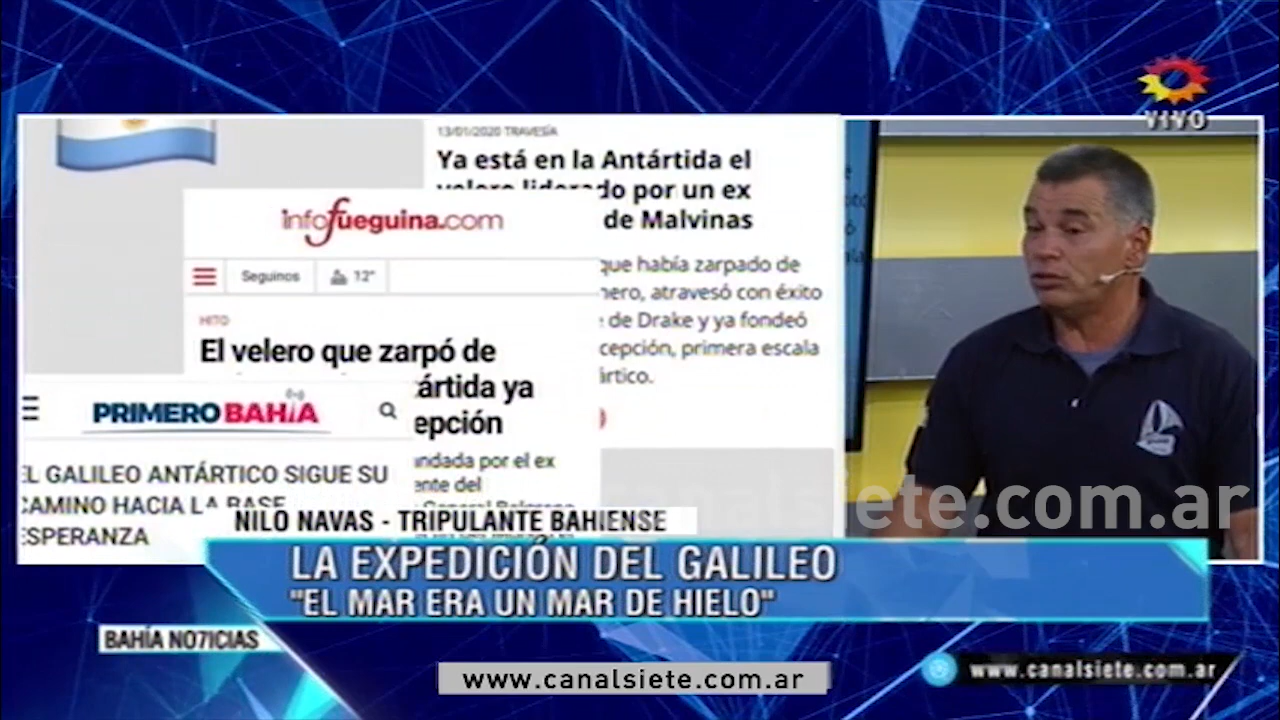 VIVO
13/01/2020 TRAVESÍA
Ya está en la Antártida el
velero liderado por un ex
de Malvinas
que había zarpado de
nero, atravesó con éxito
de Drake y ya fondeó
cepción, primera escala
ártico.
infofueguina.com
Seguinos
12°
HITO
El velero que zarpó de
ártida ya
epción
andada por el ex
ente del
PRIMERO BAHÍA
EL GALILEO ANTÁRTICO SIGUE SU
CAMINO HACIA LA BASE
ESPERANZA
canalsiete.com.ar
NILO NAVAS - TRIPULANTE BAHIENSE
LA EXPEDICIÓN DEL GALILEO
"EL MAR ERA UN MAR DE HIELO"
BAHÍA NO7ICIAS
www.canalsiete.com.ar
www.canalsiete.com.ar